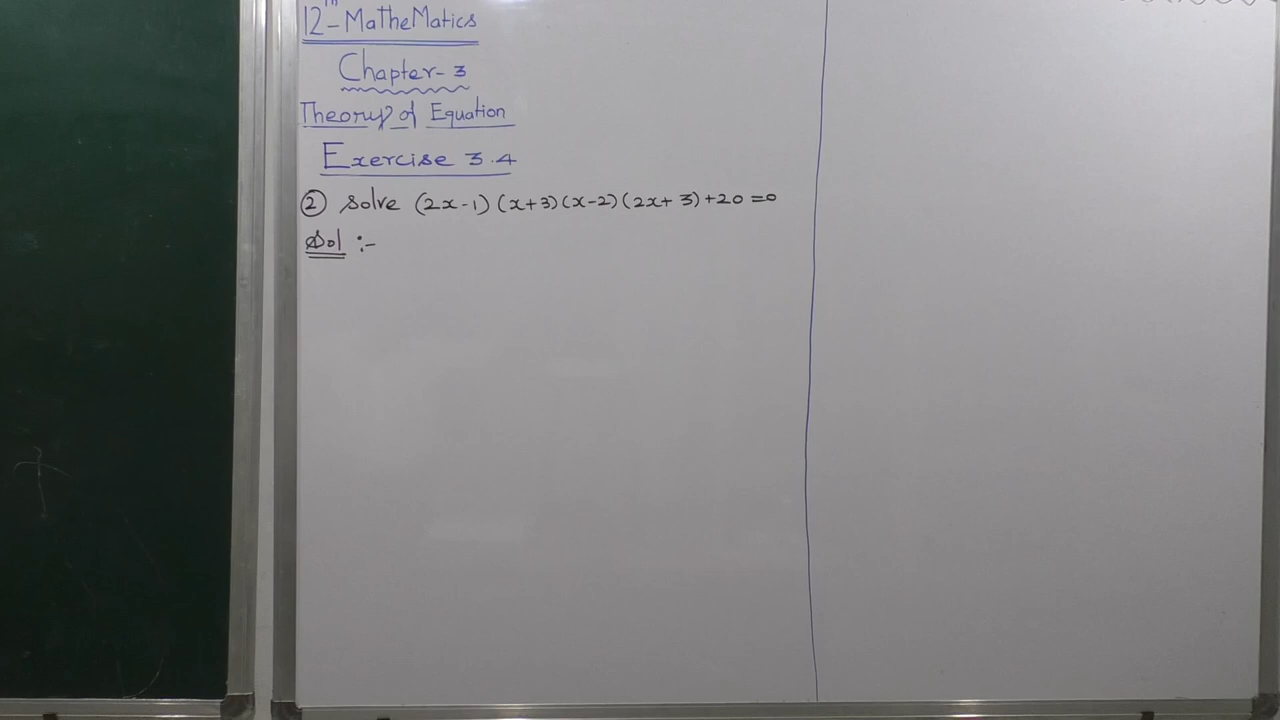 12th-MatheMatics
Chapter-3
Theory of Equation
Exercise 3.4
② solve (2x-1)(x+3)(x-2)(2x+3)+20=0
Sol :-